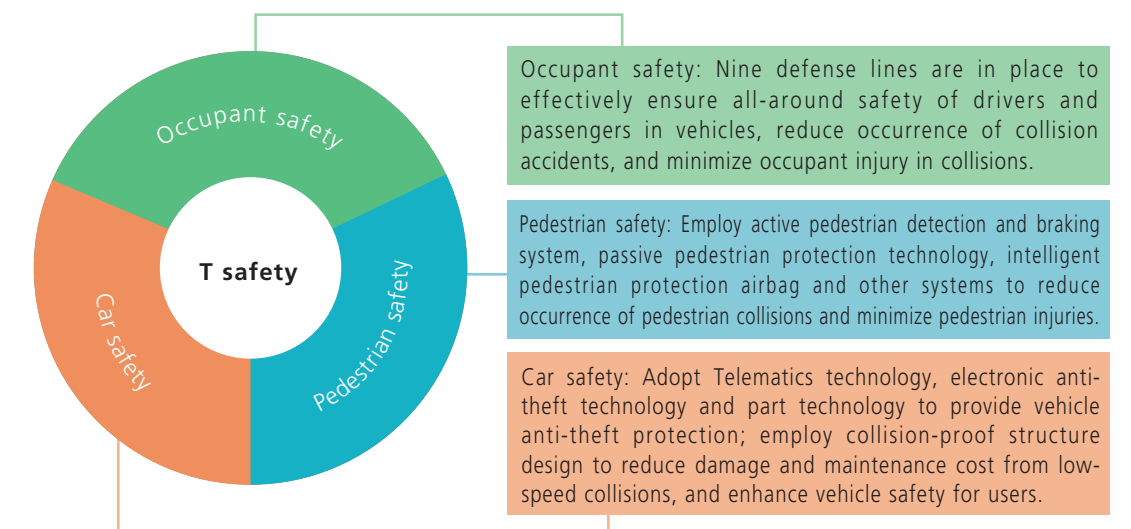 Occupant safety
T safety
Car safety
Pedestrian safety
Occupant safety: Nine defense lines are in place to
effectively ensure all-around safety of drivers and
passengers in vehicles, reduce occurrence of collision
accidents, and minimize occupant injury in collisions.
Pedestrian safety: Employ active pedestrian detection and braking
system, passive pedestrian protection technology, intelligent
pedestrian protection airbag and other systems to reduce
occurrence of pedestrian collisions and minimize pedestrian injuries.
Car safety: Adopt Telematics technology, electronic anti-
theft technology and part technology to provide vehicle
anti-theft protection; employ collision-proof structure
design to reduce damage and maintenance cost from low-
speed collisions, and enhance vehicle safety for users.